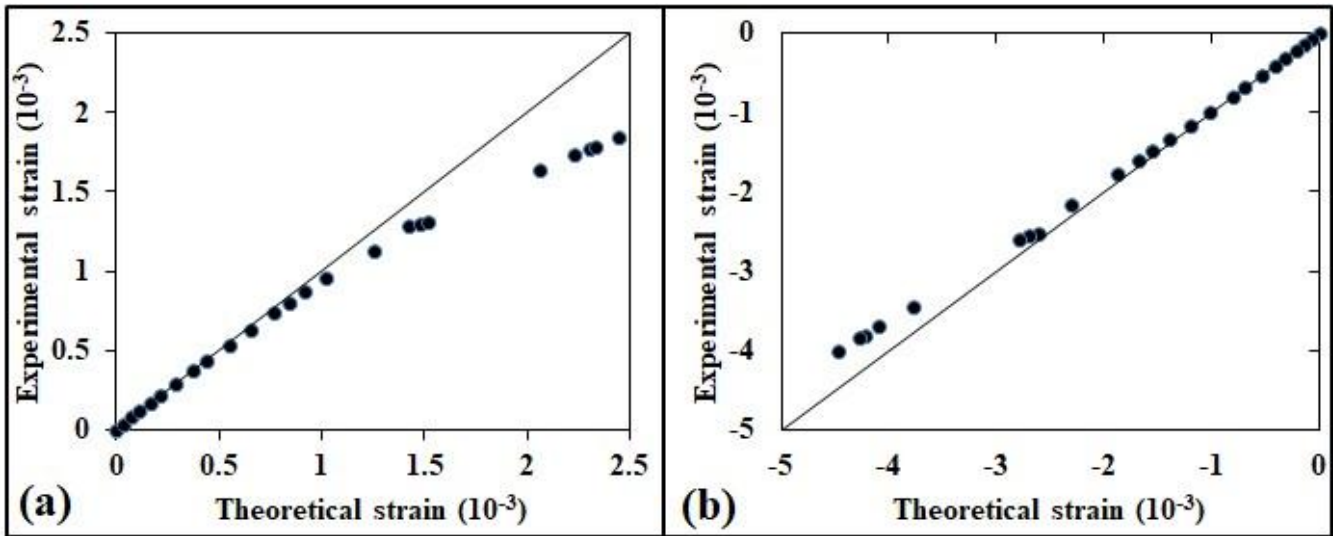 2.5
2
1.5
1
0.5
0
Experimental strain (10⁻³)
0 0.5 1 1.5 2 2.5
(a) Theoretical strain (10⁻³)
0
-1
-2
-3
-4
-5
Experimental strain (10⁻³)
-5 -4 -3 -2 -1 0
(b) Theoretical strain (10⁻³)